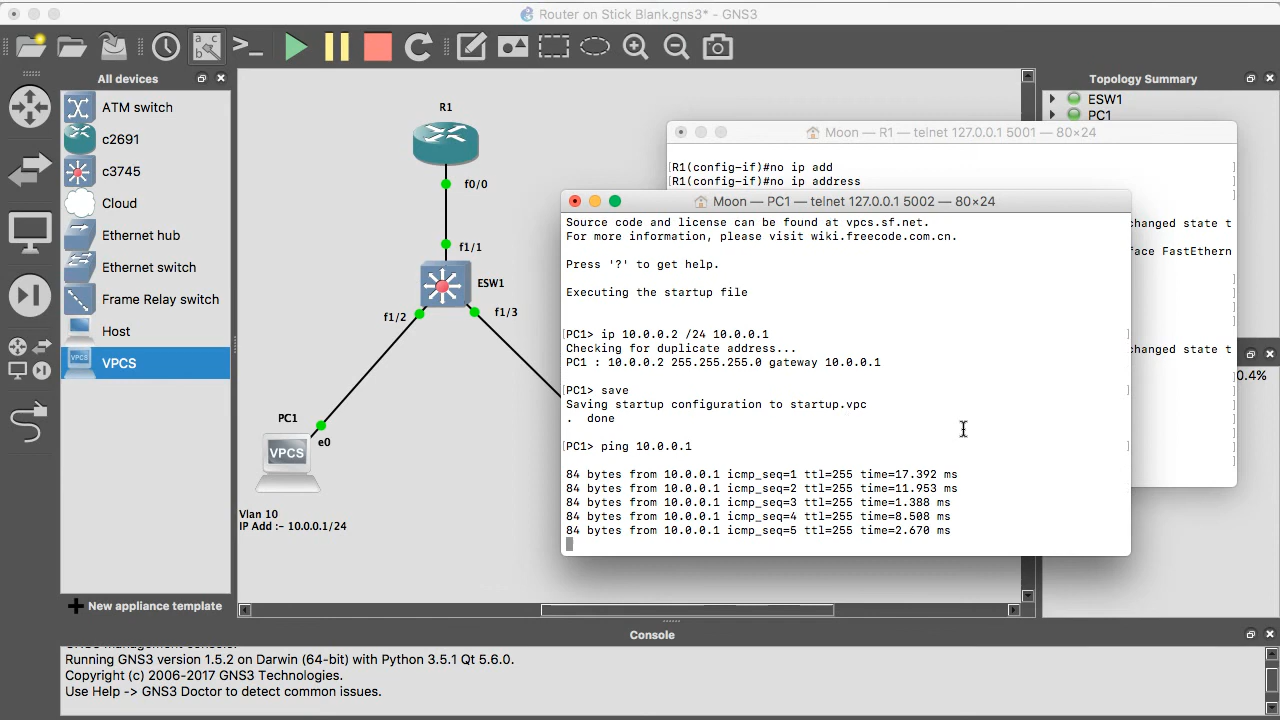 Router on Stick Blank.gns3* - GNS3
All devices
ATM switch
c2691
c3745
Cloud
Ethernet hub
Ethernet switch
Frame Relay switch
Host
VPCS
VPCS
New appliance template
R1
f0/0
f1/1
ESW1
f1/2
f1/3
PC1
e0
VPCS
Vlan 10
IP Add :- 10.0.0.1/24
Topology Summary
ESW1
PC1
0.4%
Moon — R1 — telnet 127.0.0.1 5001 — 80×24
R1(config-if)#no ip add
R1(config-if)#no ip address
changed state t
face FastEthern
changed state t
Moon — PC1 — telnet 127.0.0.1 5002 — 80×24
Source code and license can be found at vpcs.sf.net.
For more information, please visit wiki.freecode.com.cn.
Press '?' to get help.
Executing the startup file
PC1> ip 10.0.0.2 /24 10.0.0.1
Checking for duplicate address...
PC1 : 10.0.0.2 255.255.255.0 gateway 10.0.0.1
PC1> save
Saving startup configuration to startup.vpc
.  done
PC1> ping 10.0.0.1
84 bytes from 10.0.0.1 icmp_seq=1 ttl=255 time=17.392 ms
84 bytes from 10.0.0.1 icmp_seq=2 ttl=255 time=11.953 ms
84 bytes from 10.0.0.1 icmp_seq=3 ttl=255 time=1.388 ms
84 bytes from 10.0.0.1 icmp_seq=4 ttl=255 time=8.508 ms
84 bytes from 10.0.0.1 icmp_seq=5 ttl=255 time=2.670 ms
Console
Running GNS3 version 1.5.2 on Darwin (64-bit) with Python 3.5.1 Qt 5.6.0.
Copyright (c) 2006-2017 GNS3 Technologies.
Use Help -> GNS3 Doctor to detect common issues.